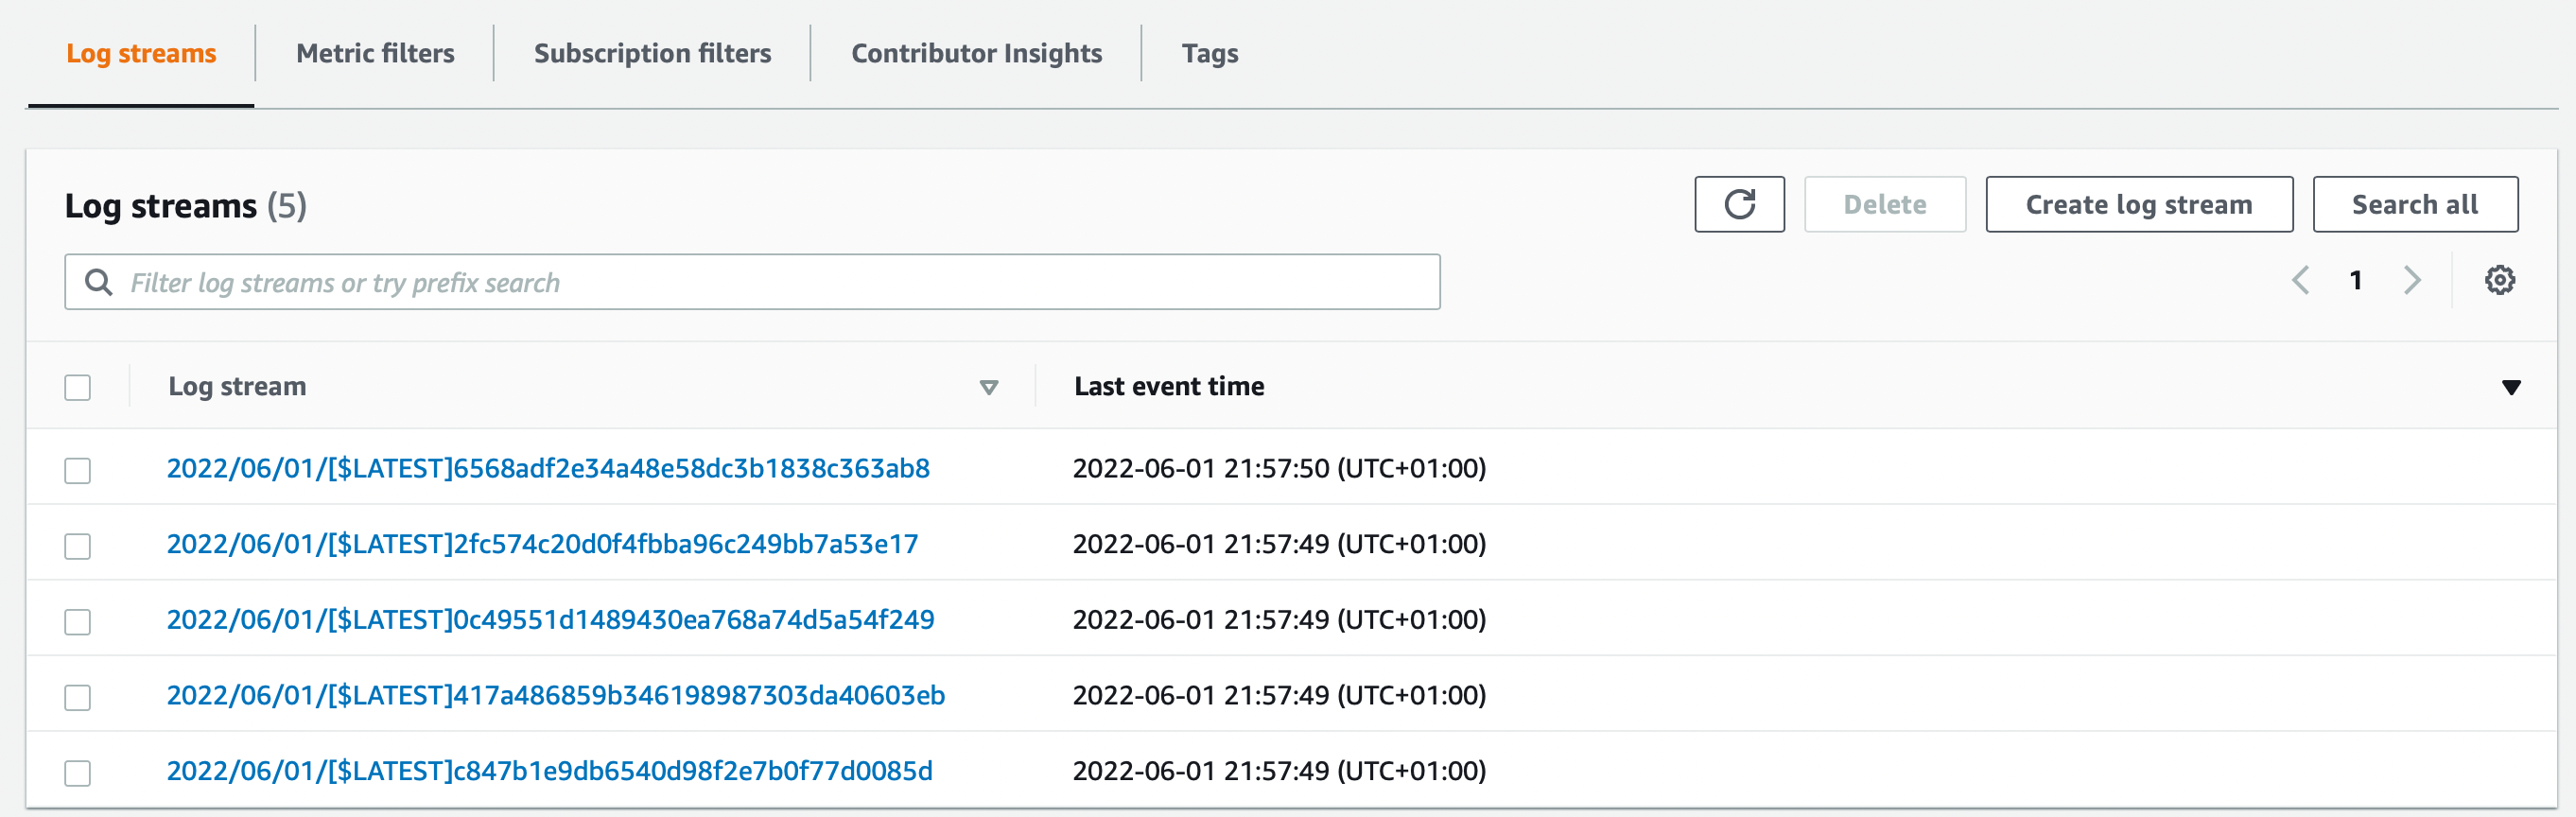 Log streams Metric filters Subscription filters Contributor Insights Tags
Log streams (5) Delete Create log stream Search all
Filter log streams or try prefix search 1
Log stream Last event time
2022/06/01/[$LATEST]6568adf2e34a48e58dc3b1838c363ab8 2022-06-01 21:57:50 (UTC+01:00)
2022/06/01/[$LATEST]2fc574c20d0f4fbba96c249bb7a53e17 2022-06-01 21:57:49 (UTC+01:00)
2022/06/01/[$LATEST]0c49551d1489430ea768a74d5a54f249 2022-06-01 21:57:49 (UTC+01:00)
2022/06/01/[$LATEST]417a486859b346198987303da40603eb 2022-06-01 21:57:49 (UTC+01:00)
2022/06/01/[$LATEST]c847b1e9db6540d98f2e7b0f77d0085d 2022-06-01 21:57:49 (UTC+01:00)